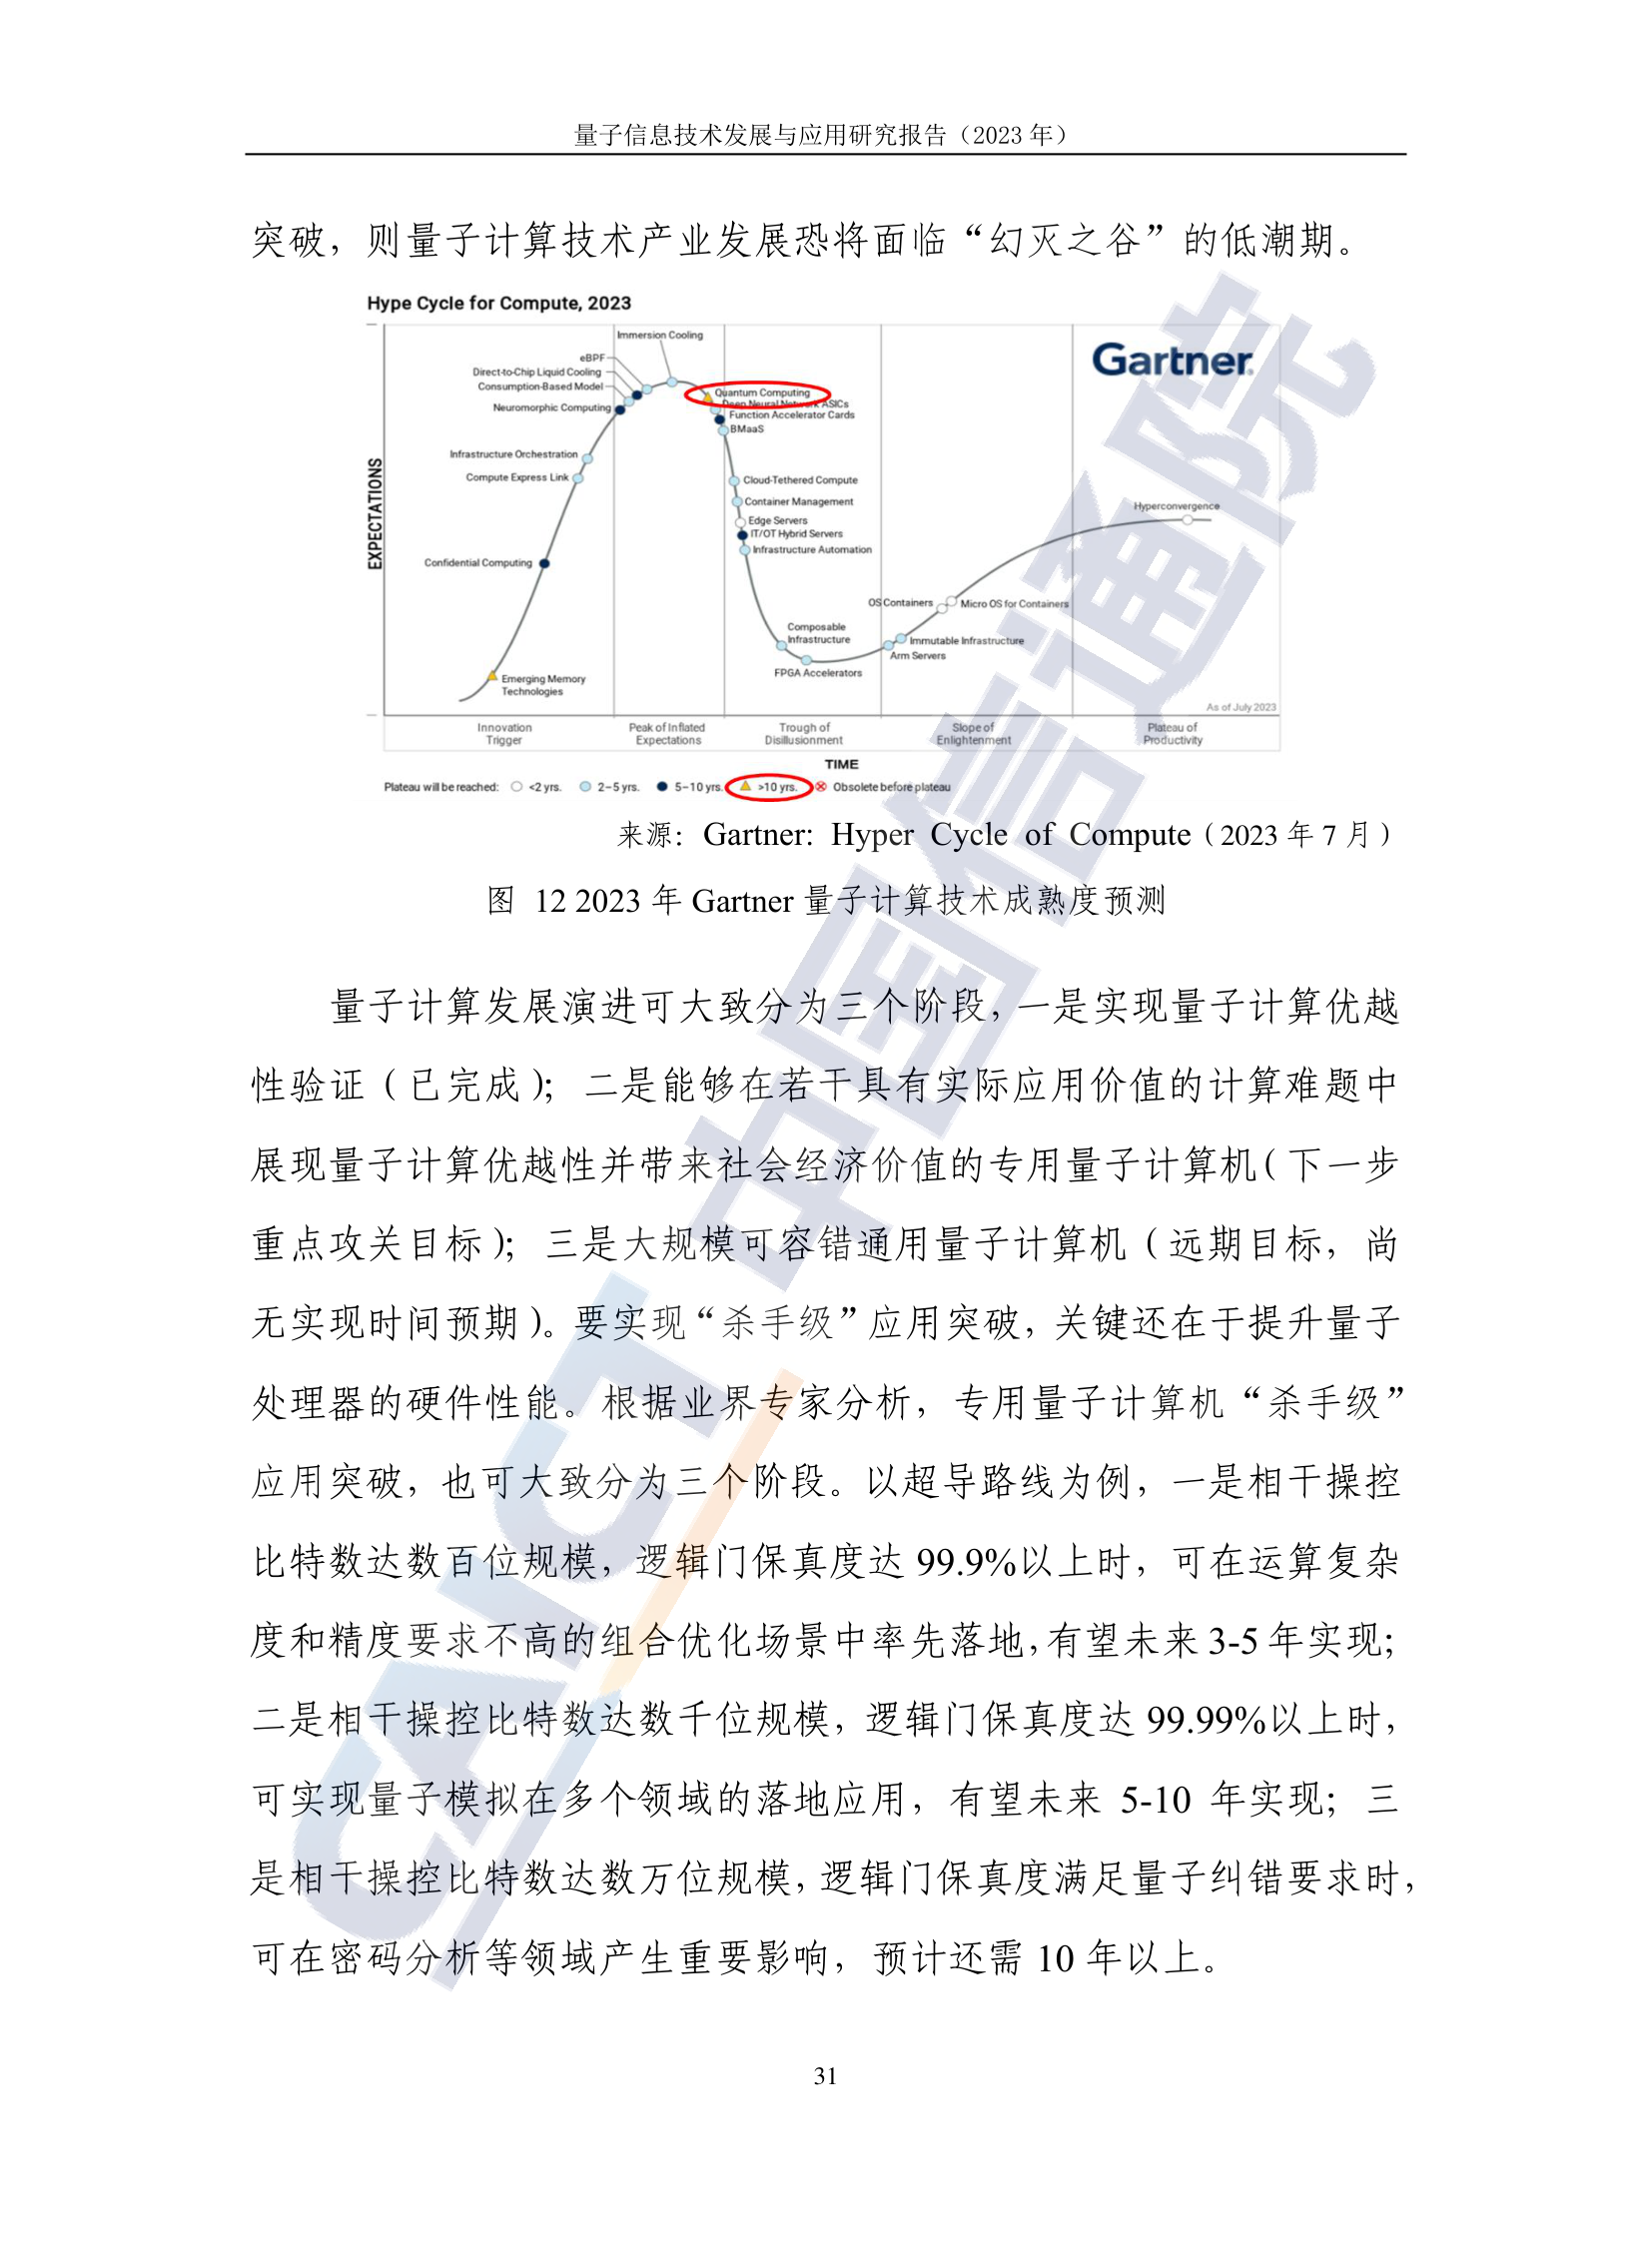 量子信息技术发展与应用研究报告（2023 年）
突破，则量子计算技术产业发展恐将面临“幻灭之谷”的低潮期。
Hype Cycle for Compute, 2023
Gartner.
Immersion Cooling
eBPF
Direct-to-Chip Liquid Cooling
Consumption-Based Model
Neuromorphic Computing
Quantum Computing
Deep Neural Network ASICs
Function Accelerator Cards
BMaaS
Infrastructure Orchestration
Compute Express Link
Cloud-Tethered Compute
Container Management
Edge Servers
IT/OT Hybrid Servers
Infrastructure Automation
Hyperconvergence
EXPECTATIONS
Confidential Computing
OS Containers
Micro OS for Containers
Composable
Infrastructure
Immutable Infrastructure
Arm Servers
FPGA Accelerators
Emerging Memory
Technologies
As of July 2023
Innovation
Trigger
Peak of Inflated
Expectations
Trough of
Disillusionment
Slope of
Enlightenment
Plateau of
Productivity
TIME
Plateau will be reached: <2 yrs. 2–5 yrs. 5–10 yrs. >10 yrs. Obsolete before plateau
来源：Gartner: Hyper Cycle of Compute（2023 年 7 月）
图 12 2023 年 Gartner 量子计算技术成熟度预测
量子计算发展演进可大致分为三个阶段，一是实现量子计算优越
性验证（已完成）；二是能够在若干具有实际应用价值的计算难题中
展现量子计算优越性并带来社会经济价值的专用量子计算机（下一步
重点攻关目标）；三是大规模可容错通用量子计算机（远期目标，尚
无实现时间预期）。要实现“杀手级”应用突破，关键还在于提升量子
处理器的硬件性能。根据业界专家分析，专用量子计算机“杀手级”
应用突破，也可大致分为三个阶段。以超导路线为例，一是相干操控
比特数达数百位规模，逻辑门保真度达 99.9%以上时，可在运算复杂
度和精度要求不高的组合优化场景中率先落地，有望未来 3-5 年实现；
二是相干操控比特数达数千位规模，逻辑门保真度达 99.99%以上时，
可实现量子模拟在多个领域的落地应用，有望未来 5-10 年实现；三
是相干操控比特数达数万位规模，逻辑门保真度满足量子纠错要求时，
可在密码分析等领域产生重要影响，预计还需 10 年以上。
31
CAICT 中国信通院